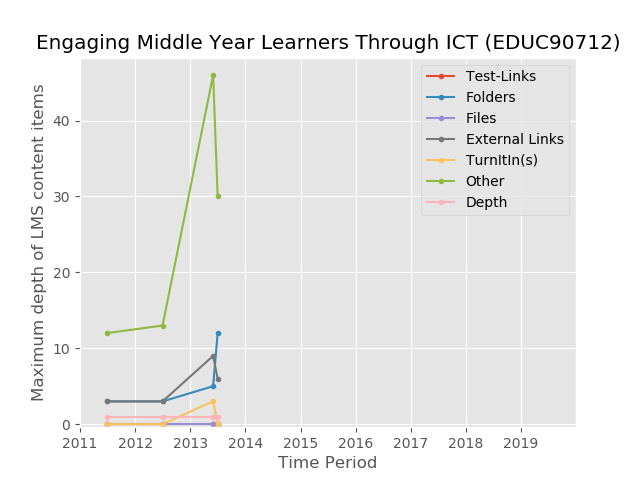 Engaging Middle Year Learners Through ICT (EDUC90712)
Maximum depth of LMS content items
40
30
20
10
0
2011 2012 2013 2014 2015 2016 2017 2018 2019
Time Period
Test-Links
Folders
Files
External Links
TurnItIn(s)
Other
Depth